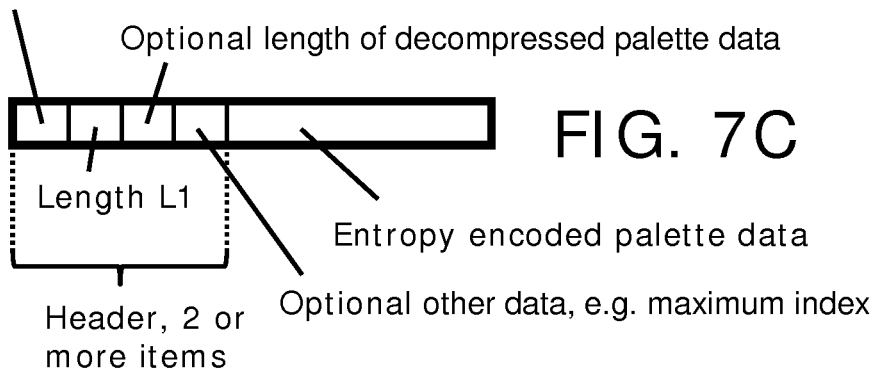 Optional length of decompressed palette data
FIG. 7C
Length L1
Entropy encoded palette data
Optional other data, e.g. maximum index
Header, 2 or
more items